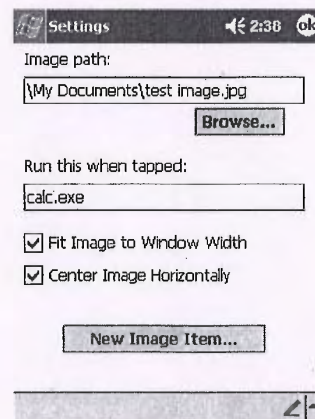 Settings 2:38 ok
Image path:
\My Documents\test image.jpg
Browse...
Run this when tapped:
calc.exe
Fit Image to Window Width
Center Image Horizontally
New Image Item...